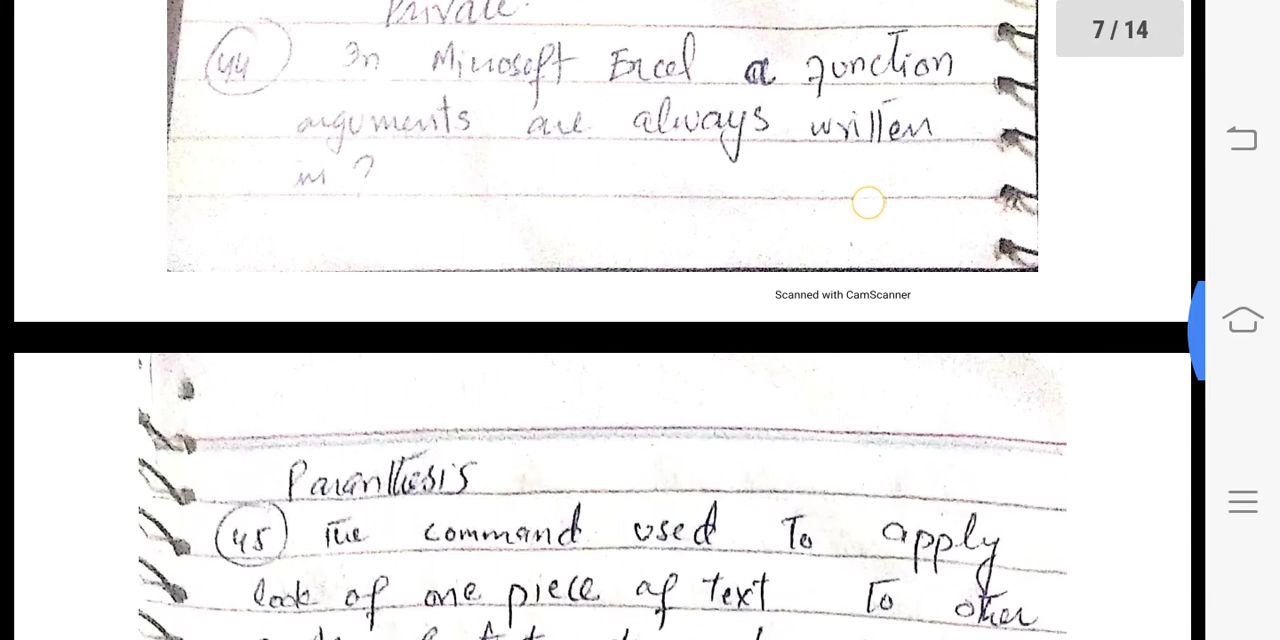 Private.
7 / 14
44 In Microsoft Excel a function
arguments are always written
in ?
Scanned with CamScanner
Paranthesis
45 The command used To apply
look of one piece of text To other